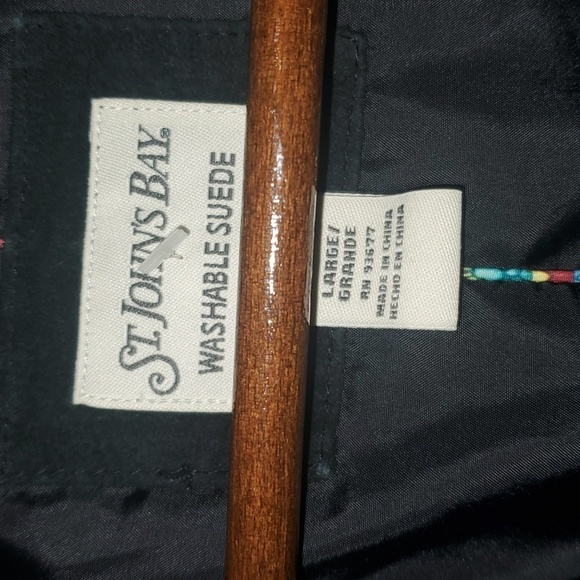 ST. JOHN'S BAY®
WASHABLE SUEDE
LARGE/
GRANDE
RN 93677
MADE IN CHINA
HECHO EN CHINA